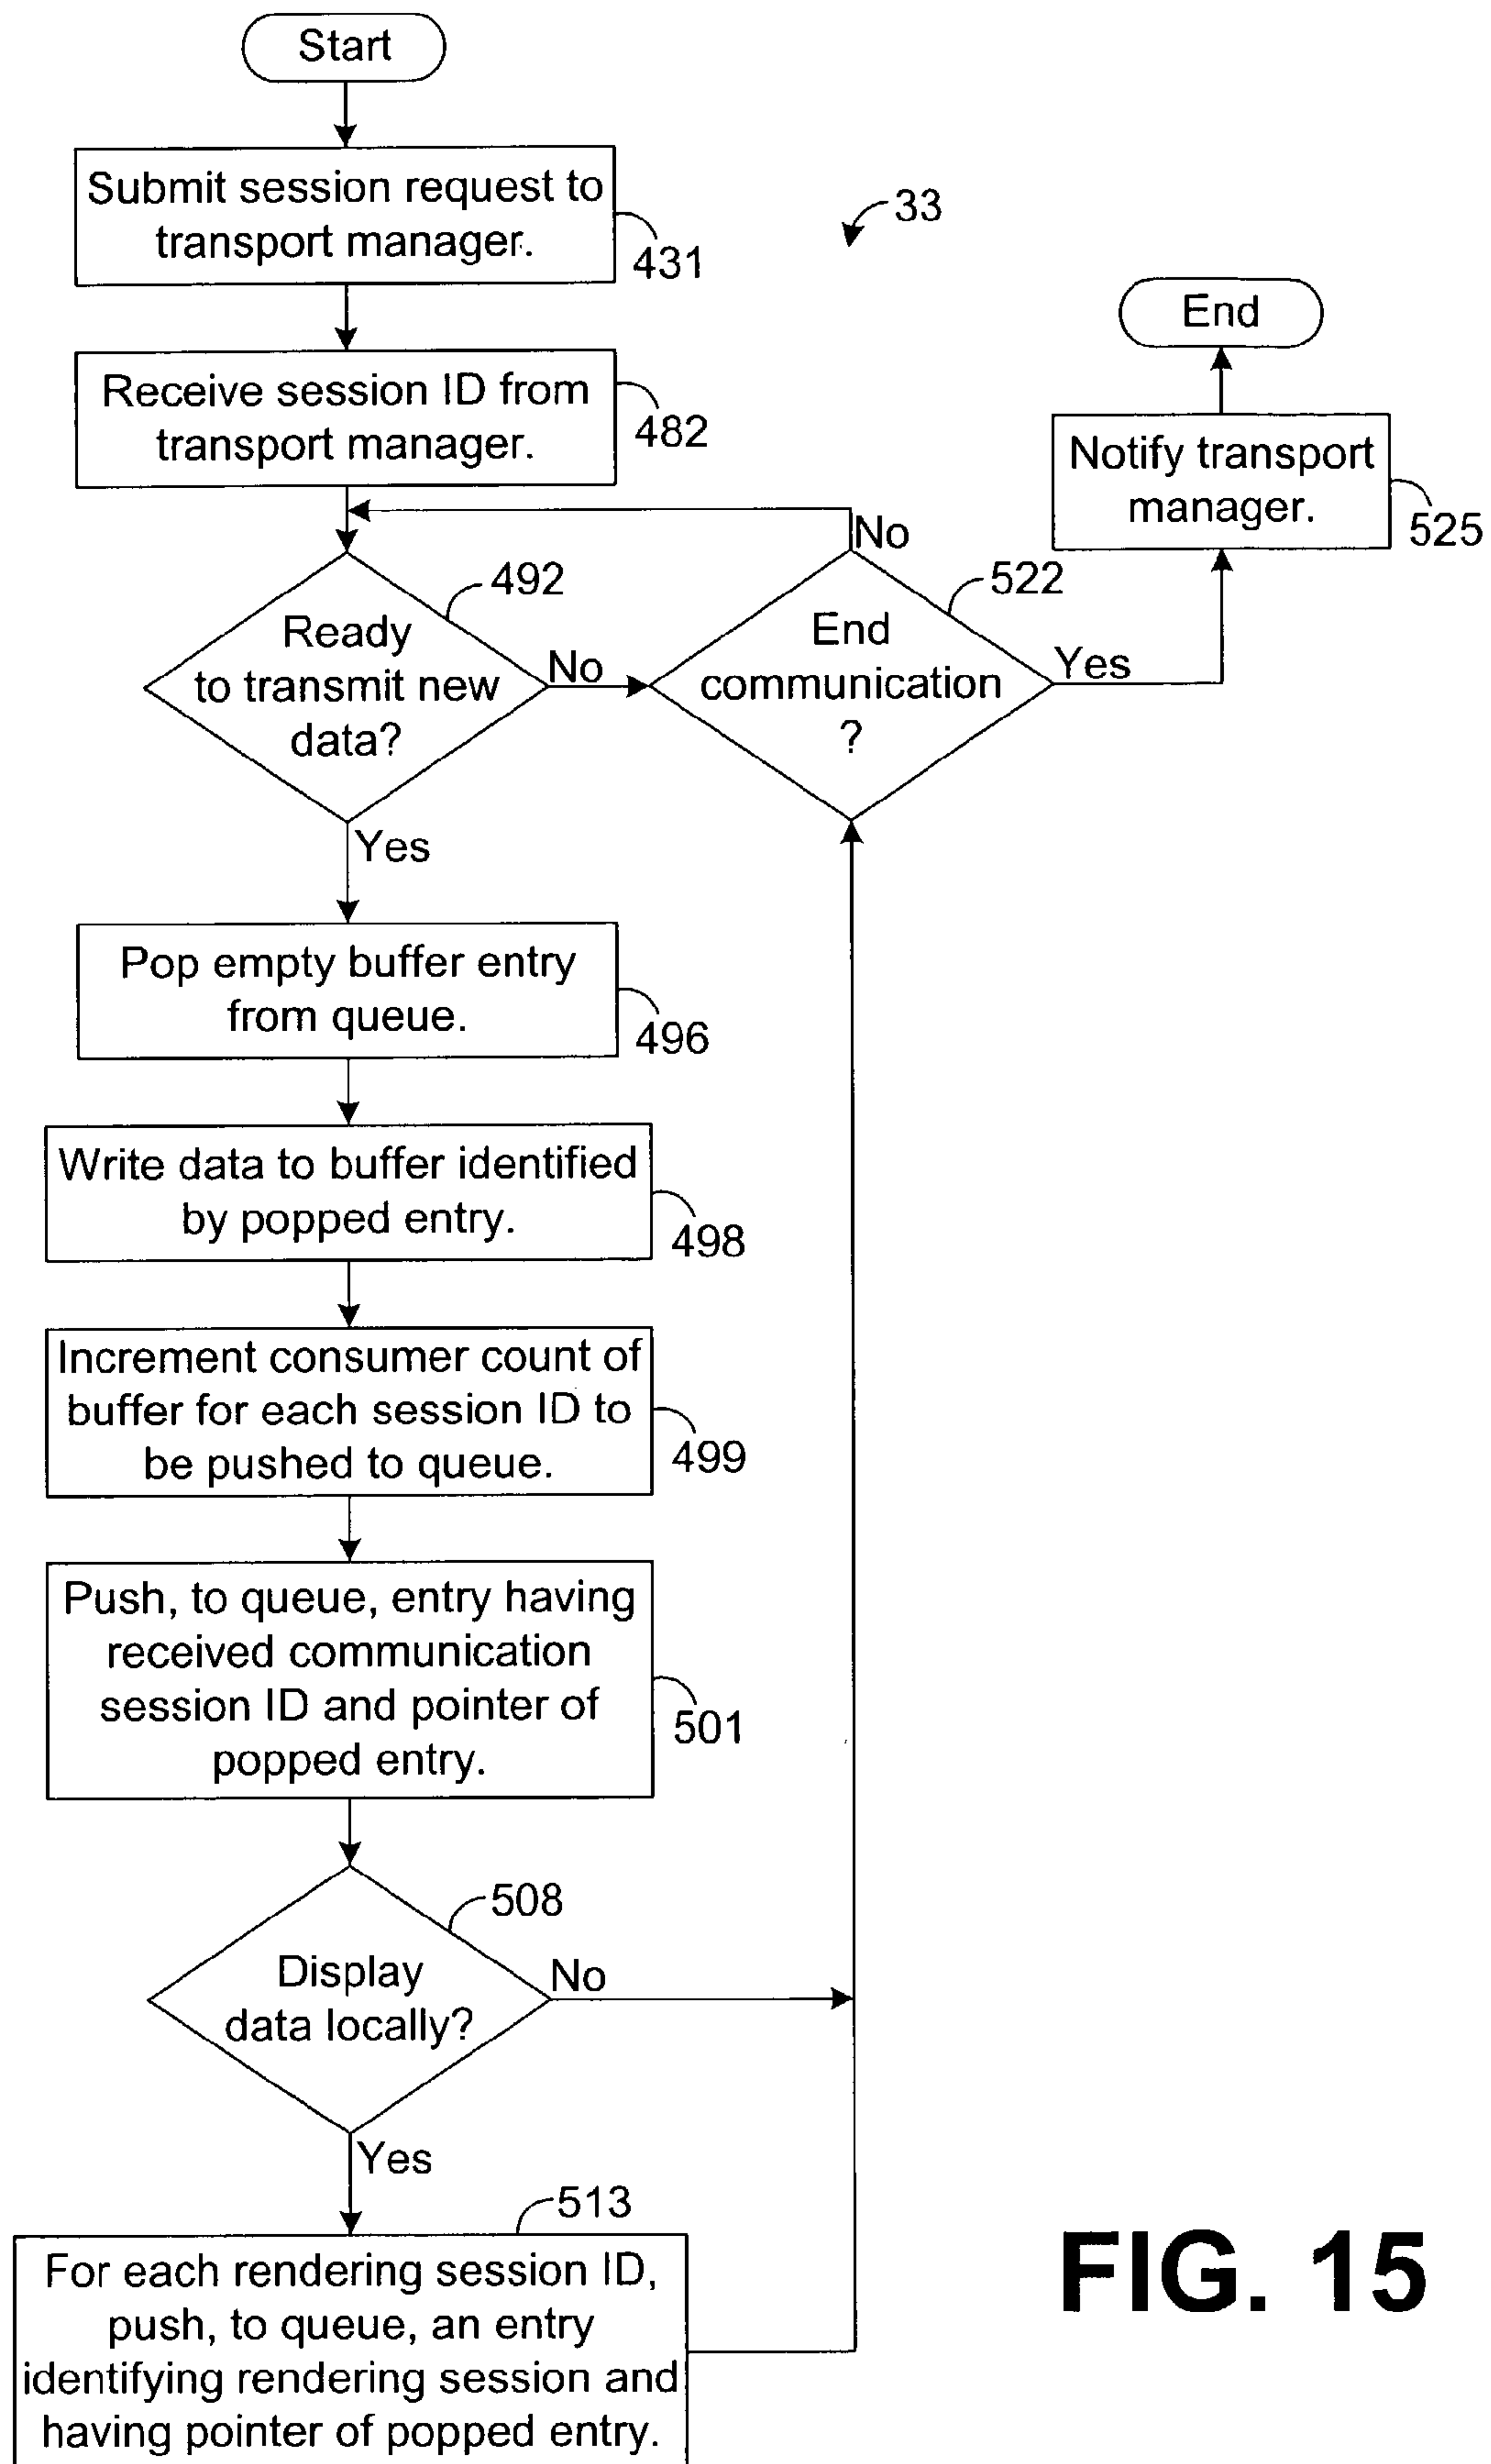 Start
Submit session request to
transport manager.
431
33
Receive session ID from
transport manager.
482
End
Notify transport
manager.
525
No
Ready
to transmit new
data?
492
No
End
communication
?
522
Yes
Yes
Pop empty buffer entry
from queue.
496
Write data to buffer identified
by popped entry.
498
Increment consumer count of
buffer for each session ID to
be pushed to queue.
499
Push, to queue, entry having
received communication
session ID and pointer of
popped entry.
501
Display
data locally?
508
No
Yes
513
For each rendering session ID,
push, to queue, an entry
identifying rendering session and
having pointer of popped entry.
FIG. 15